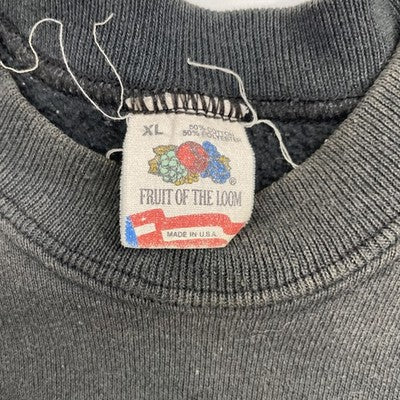 XL
50% COTTON
50% POLYESTER
FRUIT OF THE LOOM
®
MADE IN U.S.A.